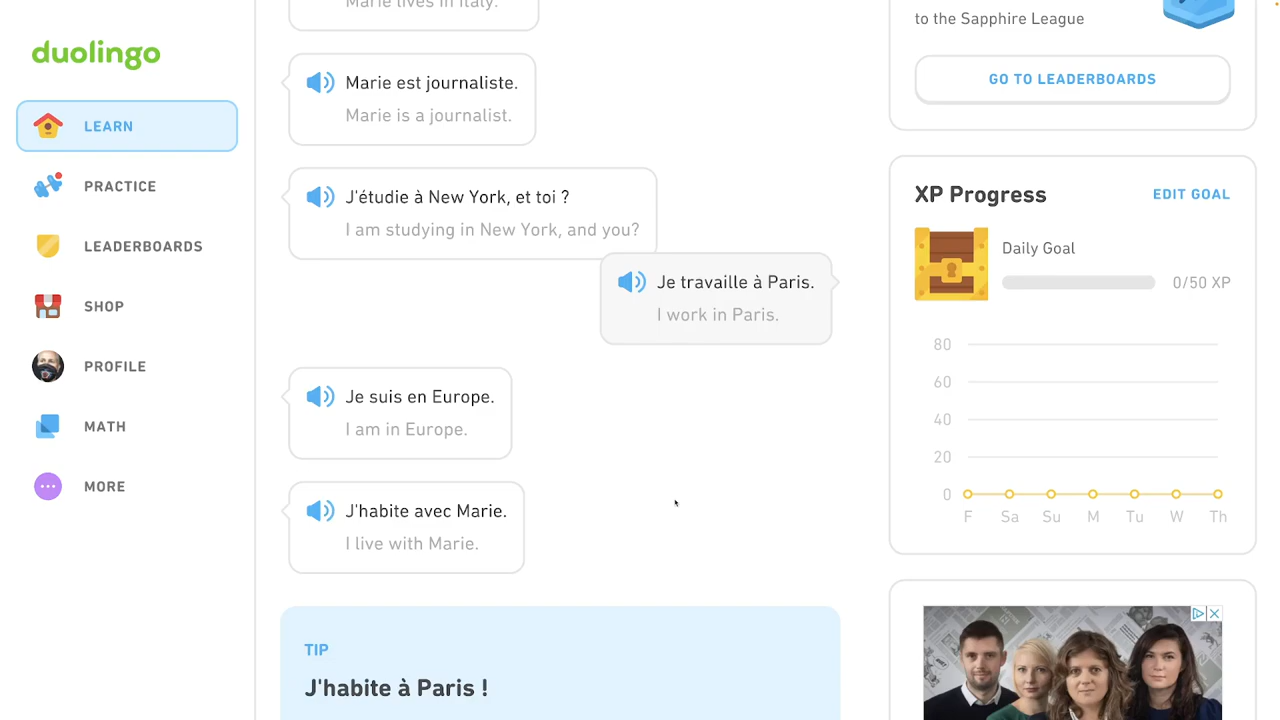 duolingo
LEARN
PRACTICE
LEADERBOARDS
SHOP
PROFILE
MATH
MORE
Marie lives in Italy.
Marie est journaliste.
Marie is a journalist.
J'étudie à New York, et toi ?
I am studying in New York, and you?
Je travaille à Paris.
I work in Paris.
Je suis en Europe.
I am in Europe.
J'habite avec Marie.
I live with Marie.
TIP
J'habite à Paris !
to the Sapphire League
GO TO LEADERBOARDS
XP Progress
EDIT GOAL
Daily Goal
0/50 XP
80
60
40
20
0
F Sa Su M Tu W Th